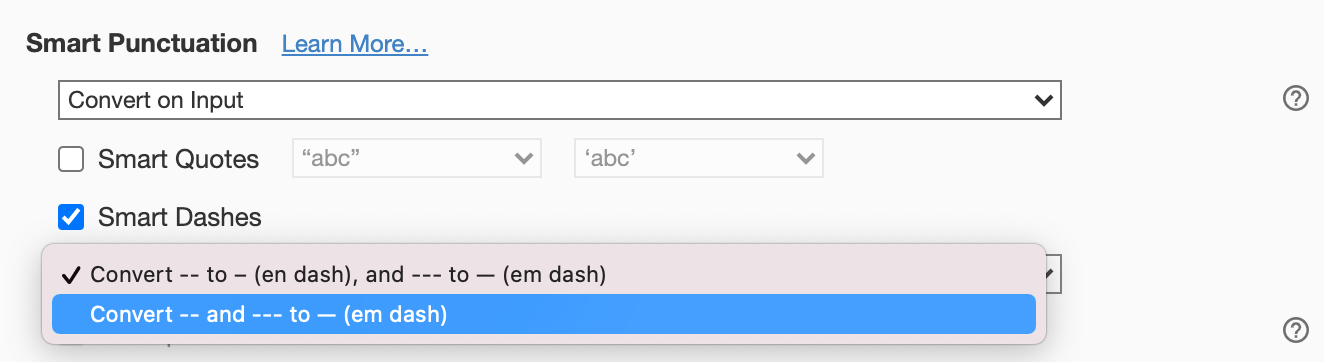 Smart Punctuation Learn More...
Convert on Input
Smart Quotes “abc” ‘abc’
Smart Dashes
Convert -- to – (en dash), and --- to — (em dash)
Convert -- and --- to — (em dash)